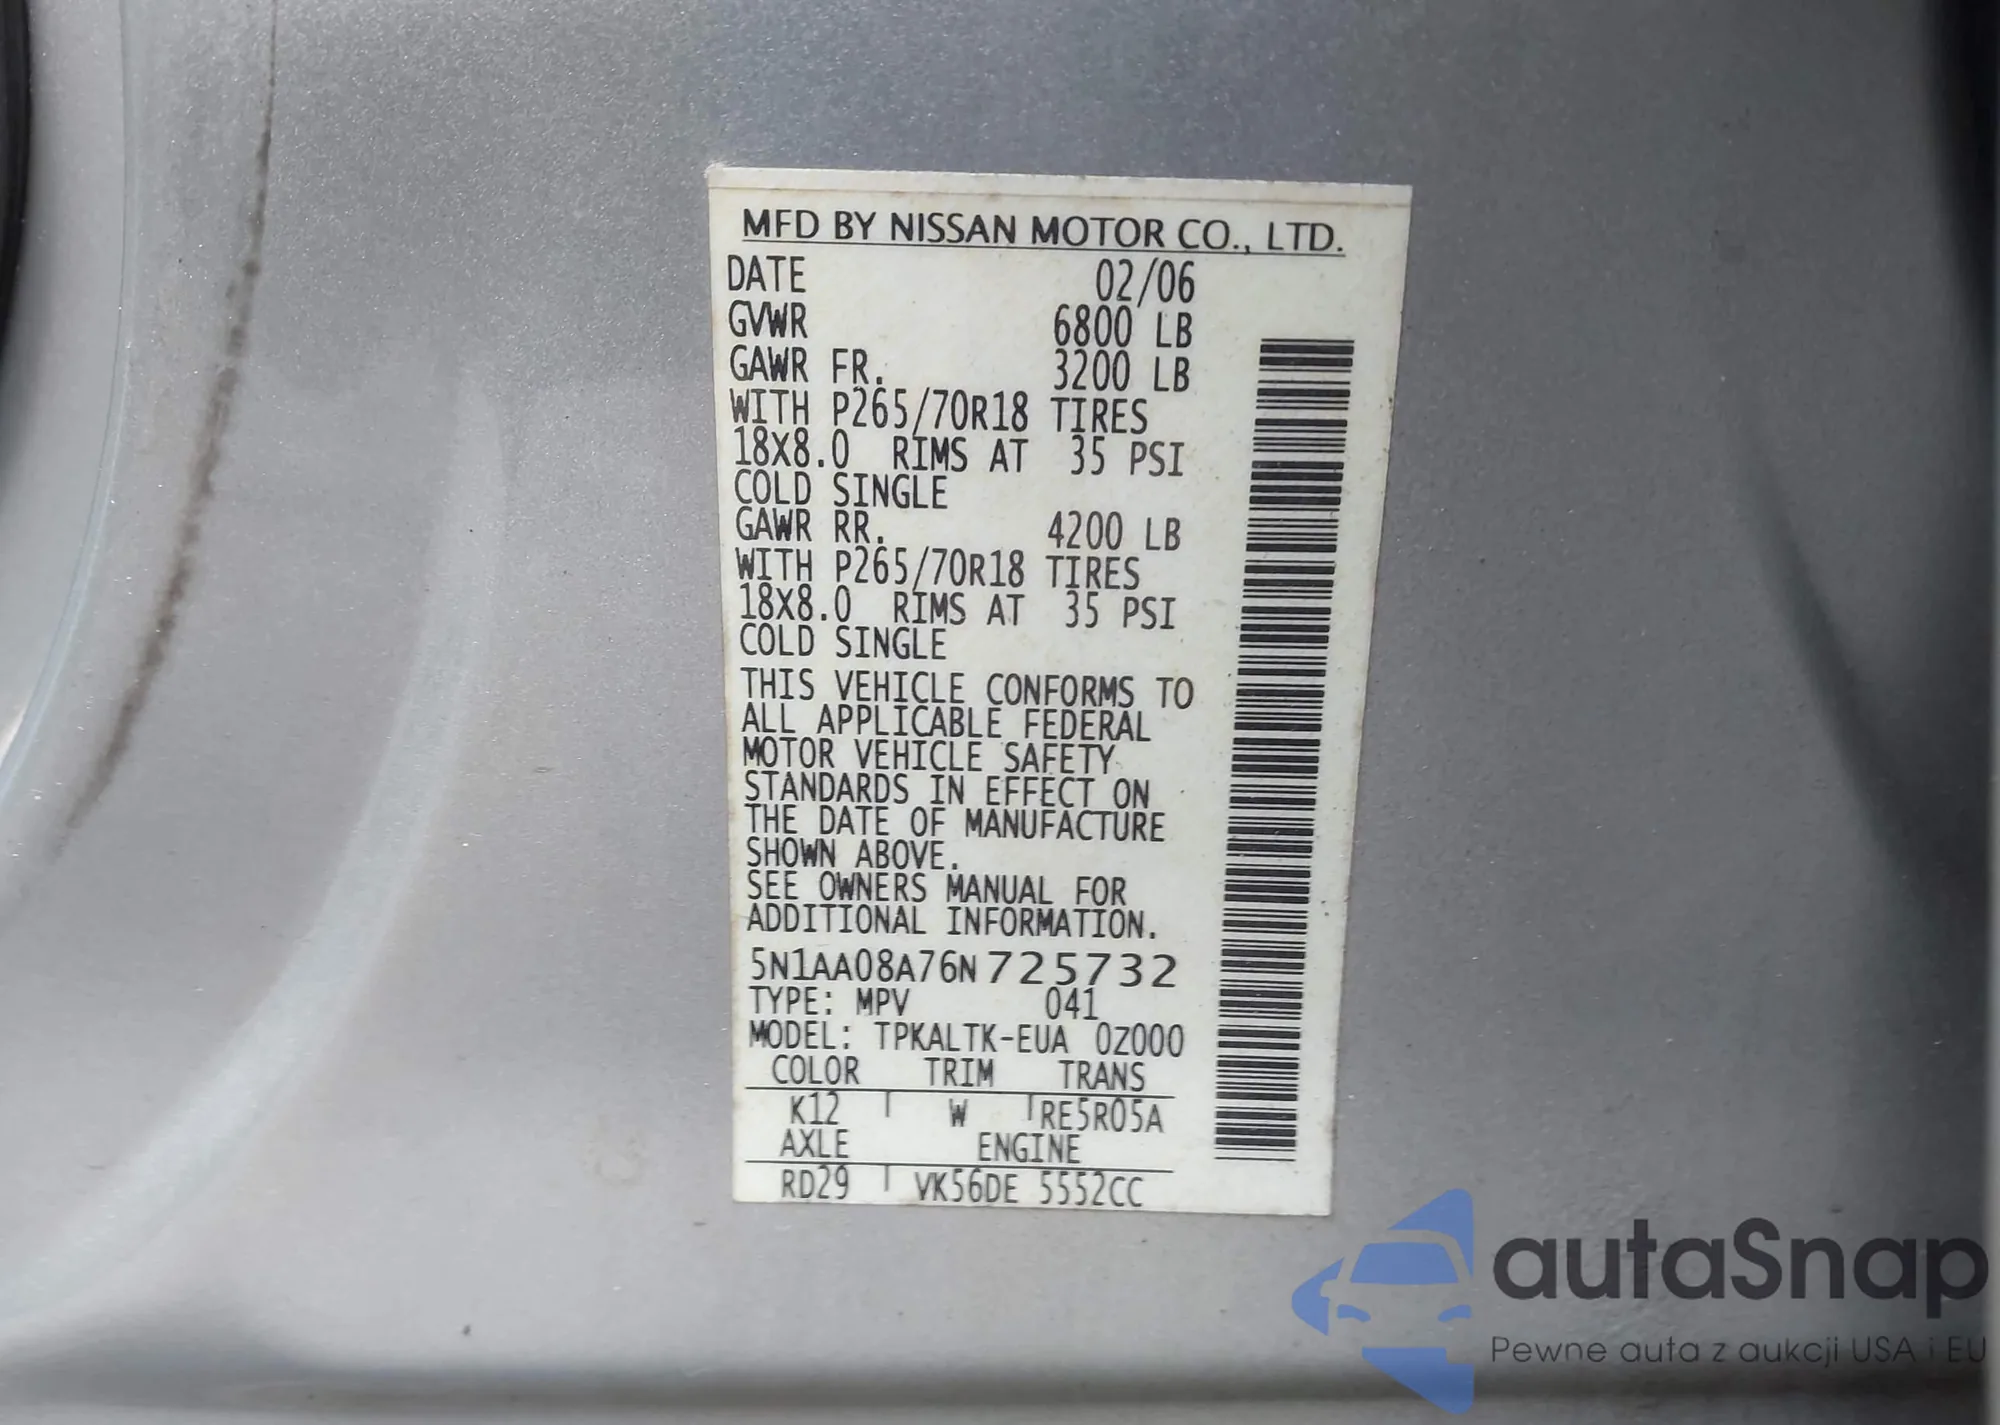 MFD BY NISSAN MOTOR CO., LTD.
DATE 02/06
GVWR 6800 LB
GAWR FR. 3200 LB
WITH P265/70R18 TIRES
18X8.0 RIMS AT 35 PSI
COLD SINGLE
GAWR RR. 4200 LB
WITH P265/70R18 TIRES
18X8.0 RIMS AT 35 PSI
COLD SINGLE
THIS VEHICLE CONFORMS TO
ALL APPLICABLE FEDERAL
MOTOR VEHICLE SAFETY
STANDARDS IN EFFECT ON
THE DATE OF MANUFACTURE
SHOWN ABOVE.
SEE OWNERS MANUAL FOR
ADDITIONAL INFORMATION.
5N1AA08A76N725732
TYPE: MPV 041
MODEL: TPKALTK-EUA 0Z000
COLOR TRIM TRANS
K12 W RE5R05A
AXLE ENGINE
RD29 VK56DE 5552CC
autaSnap
Pewne auta z aukcji USA i EU